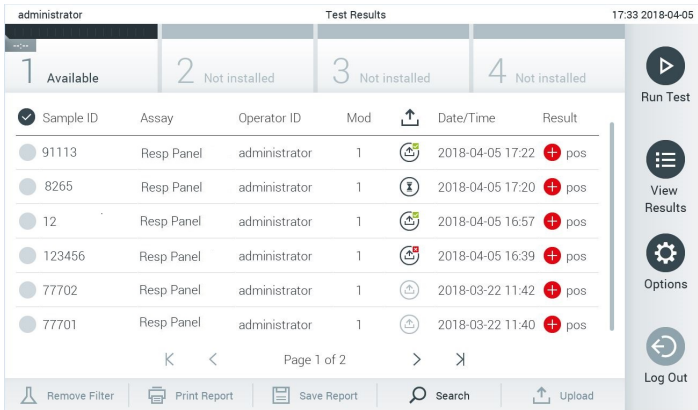 administrator Test Results 17:33 2018-04-05
--:--
1 Available 2 Not installed 3 Not installed 4 Not installed
Run Test
Sample ID Assay Operator ID Mod Date/Time Result
91113 Resp Panel administrator 1 2018-04-05 17:22 pos
8265 Resp Panel administrator 1 2018-04-05 17:20 pos
View
Results
12 Resp Panel administrator 1 2018-04-05 16:57 pos
123456 Resp Panel administrator 1 2018-04-05 16:39 pos
Options
77702 Resp Panel administrator 1 2018-03-22 11:42 pos
77701 Resp Panel administrator 1 2018-03-22 11:40 pos
Page 1 of 2
Log Out
Remove Filter Print Report Save Report Search Upload